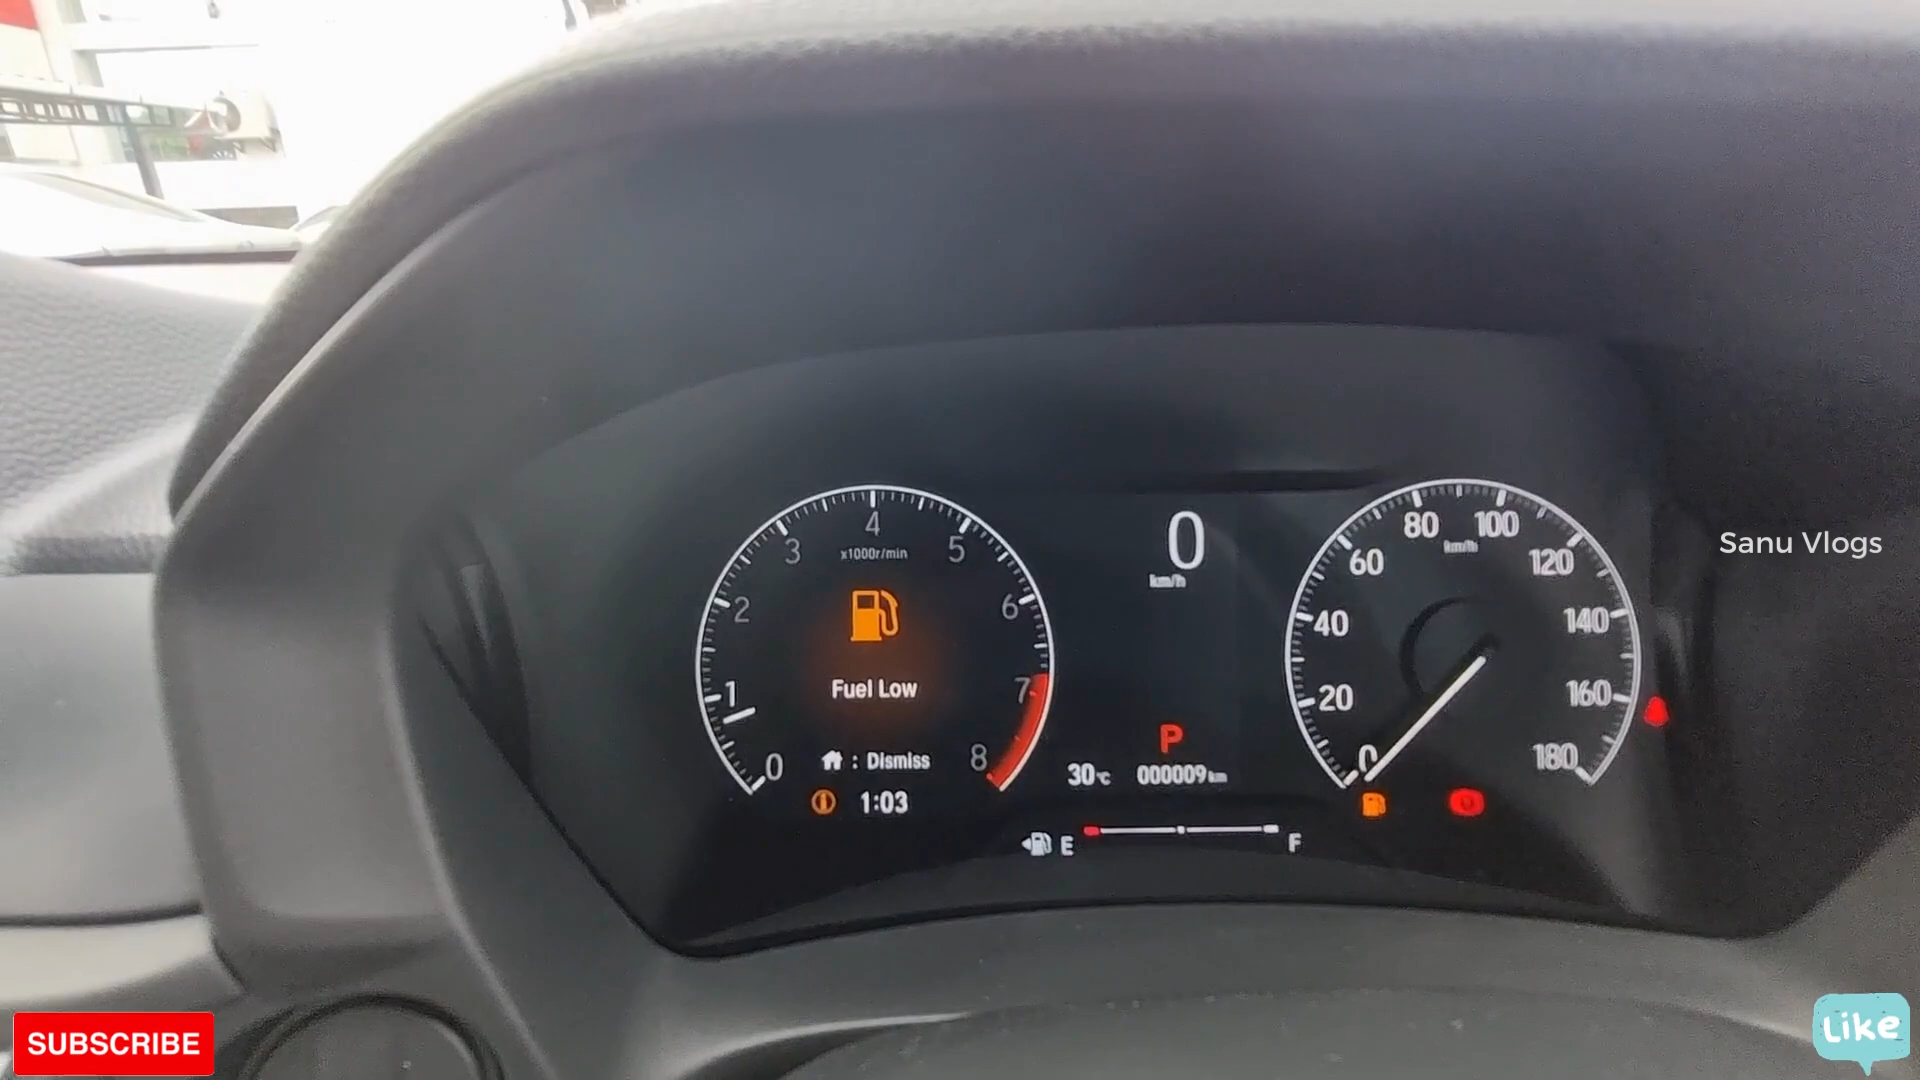 4
3
5
x1000r/min
2
6
Fuel Low
1
7
0
: Dismiss
8
1:03
0
km/h
P
30°C
000009km
E
F
80
100
km/h
60
120
40
140
20
160
0
180
Sanu Vlogs
SUBSCRIBE
Like